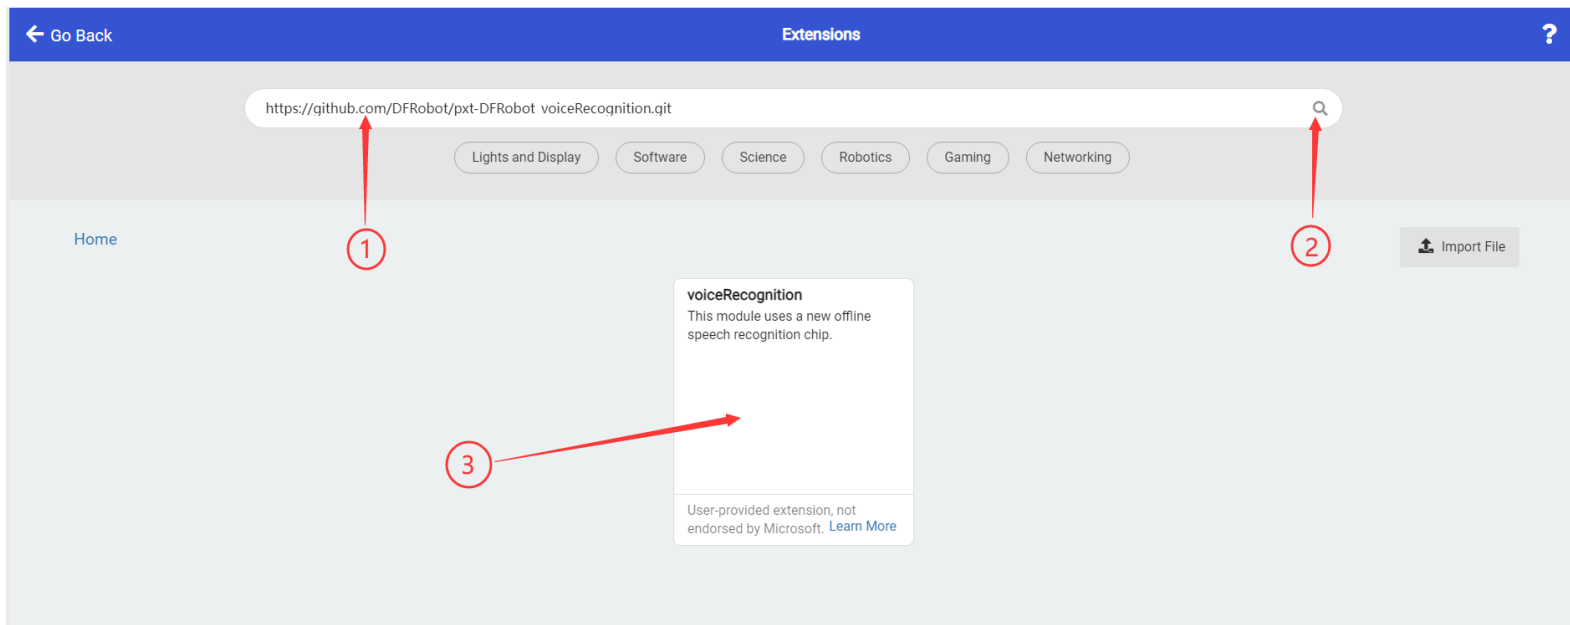 Go Back
Extensions
?
https://github.com/DFRobot/pxt-DFRobot voiceRecognition.git
Lights and Display
Software
Science
Robotics
Gaming
Networking
Home
1
2
Import File
voiceRecognition
This module uses a new offline
speech recognition chip.
3
User-provided extension, not
endorsed by Microsoft. Learn More